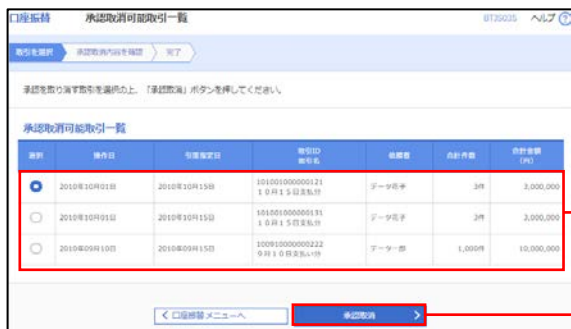 口座振替 承認取消可能取引一覧 BTJS035 ヘルプ ?
取引を選択 承認取消内容を確認 完了
承認を取り消す取引を選択の上、「承認取消」ボタンを押してください。
承認取消可能取引一覧
選択 操作日 引落指定日 取引ID 取引名 依頼者 合計件数 合計金額(円)
2010年10月01日 2010年10月15日 101001000000121 データ花子 3件 3,000,000
10月15日支払分
2010年10月01日 2010年10月15日 101001000000131 データ花子 2件 2,000,000
10月15日支払分
2010年09月10日 2010年09月15日 100910000000222 データ一郎 1,000件 10,000,000
9月10日支払い分
口座振替メニューへ 承認取消